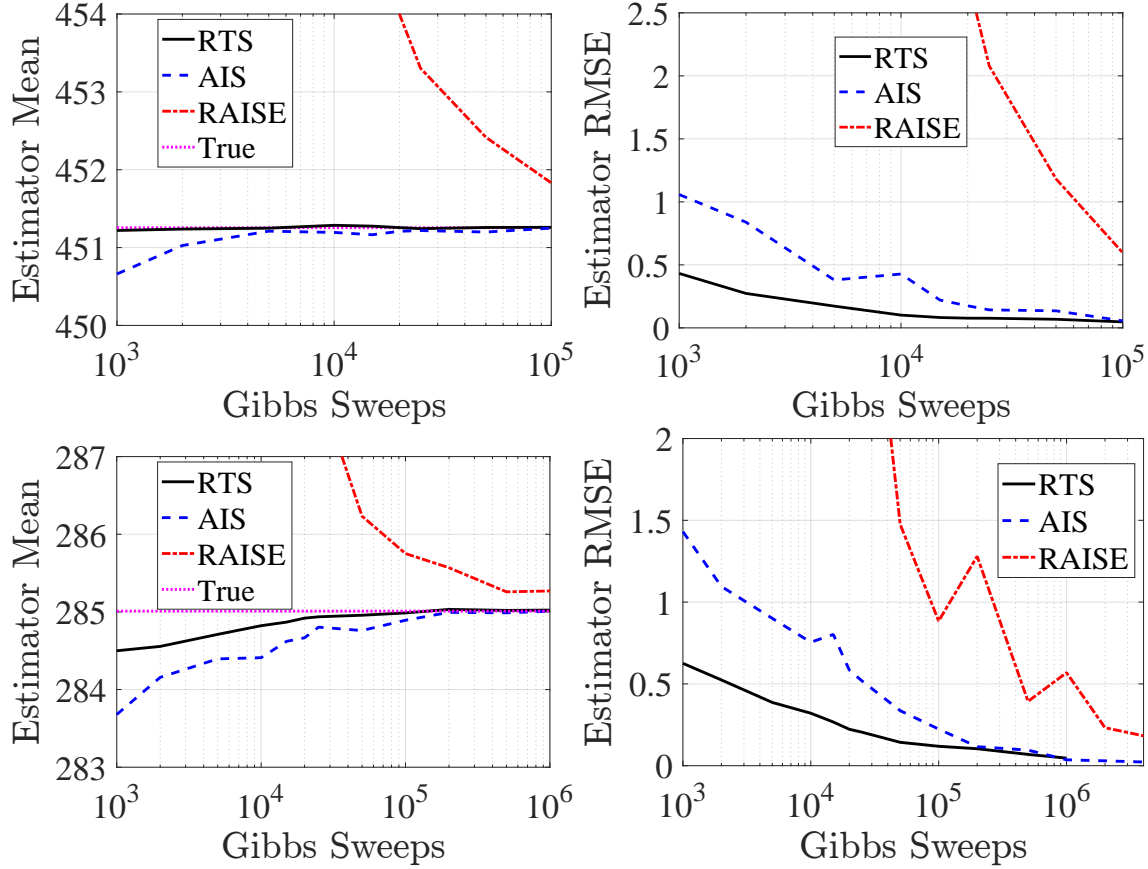 454
453
452
451
450
Estimator Mean
RTS
AIS
RAISE
True
10^3
10^4
10^5
Gibbs Sweeps
2.5
2
1.5
1
0.5
0
Estimator RMSE
RTS
AIS
RAISE
10^3
10^4
10^5
Gibbs Sweeps
287
286
285
284
283
Estimator Mean
RTS
AIS
RAISE
True
10^3
10^4
10^5
10^6
Gibbs Sweeps
2
1.5
1
0.5
0
Estimator RMSE
RTS
AIS
RAISE
10^3
10^4
10^5
10^6
Gibbs Sweeps